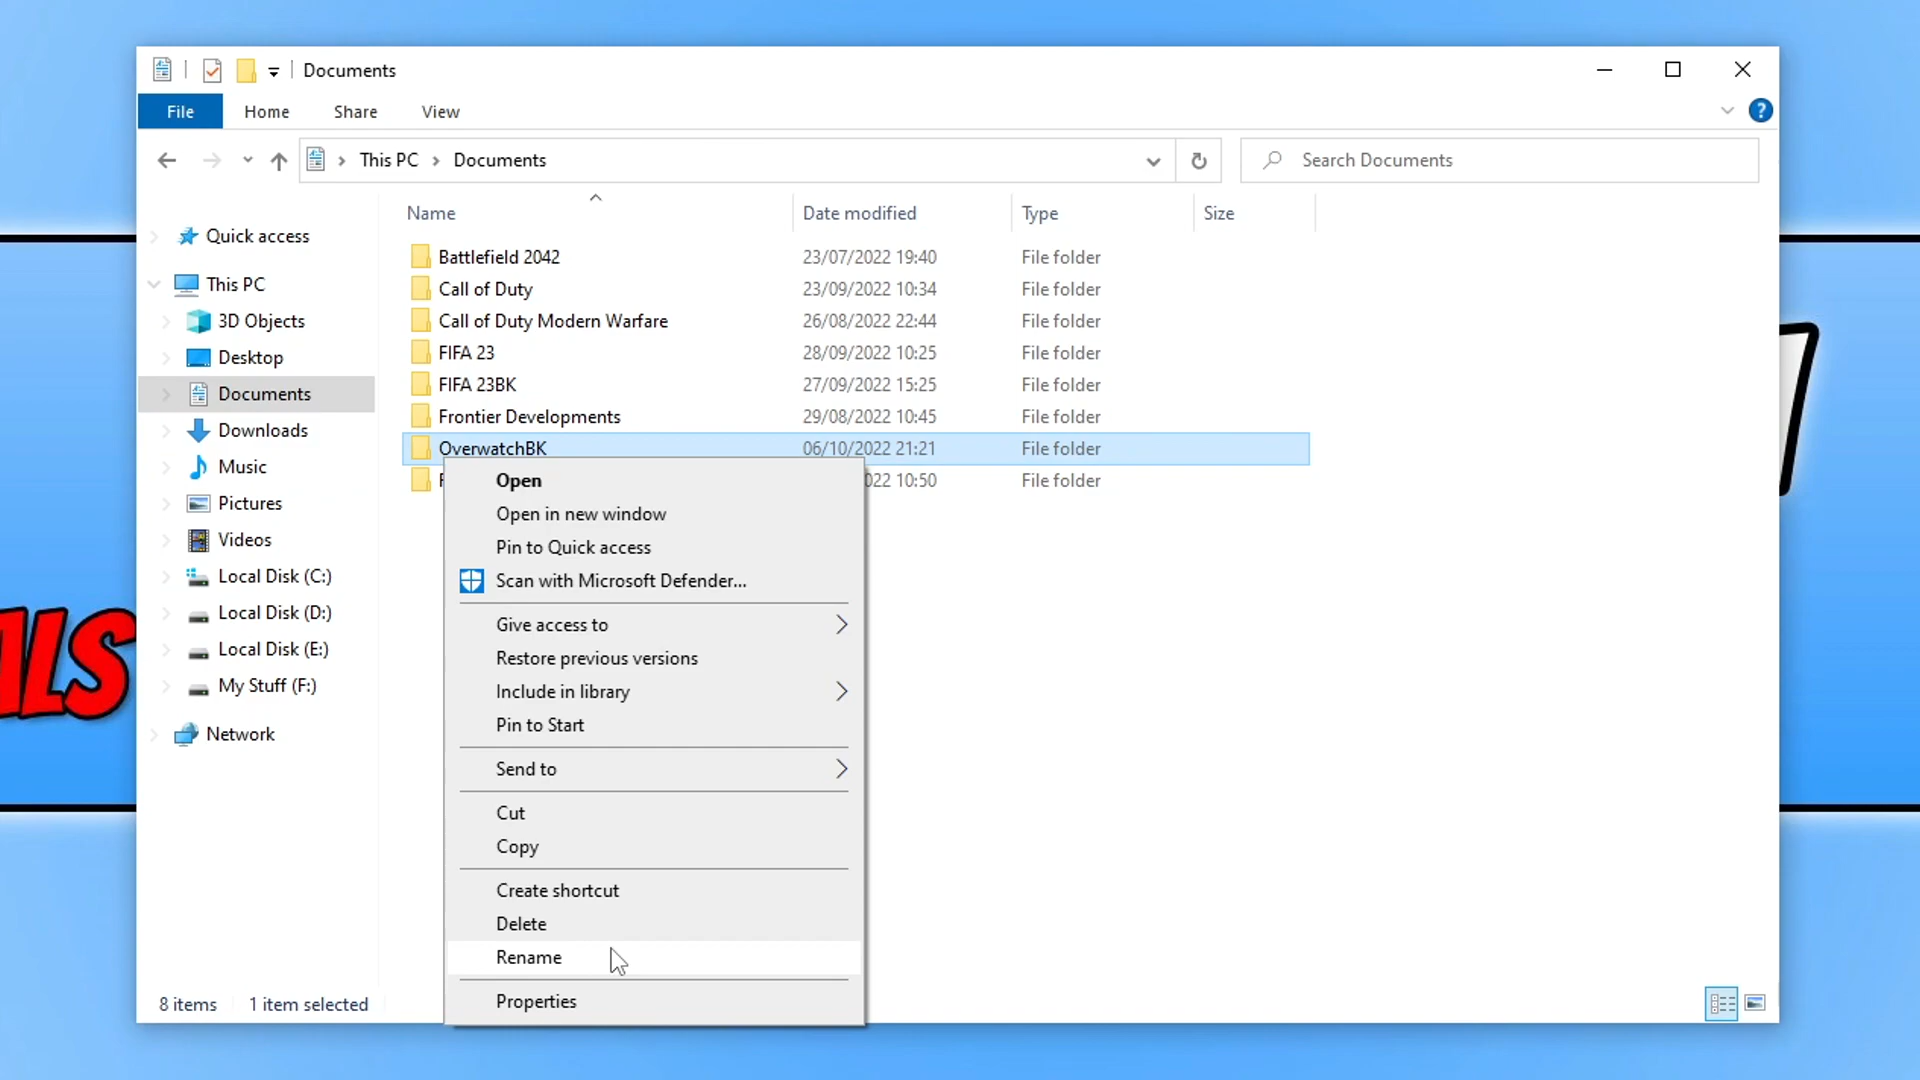 Documents
File Home Share View
This PC Documents
Search Documents
Name Date modified Type Size
Quick access
This PC
3D Objects
Desktop
Documents
Downloads
Music
Pictures
Videos
Local Disk (C:)
Local Disk (D:)
Local Disk (E:)
My Stuff (F:)
Network
Battlefield 2042 23/07/2022 19:40 File folder
Call of Duty 23/09/2022 10:34 File folder
Call of Duty Modern Warfare 26/08/2022 22:44 File folder
FIFA 23 28/09/2022 10:25 File folder
FIFA 23BK 27/09/2022 15:25 File folder
Frontier Developments 29/08/2022 10:45 File folder
OverwatchBK 06/10/2022 21:21 File folder
022 10:50 File folder
Open
Open in new window
Pin to Quick access
Scan with Microsoft Defender...
Give access to
Restore previous versions
Include in library
Pin to Start
Send to
Cut
Copy
Create shortcut
Delete
Rename
Properties
8 items 1 item selected
ALS